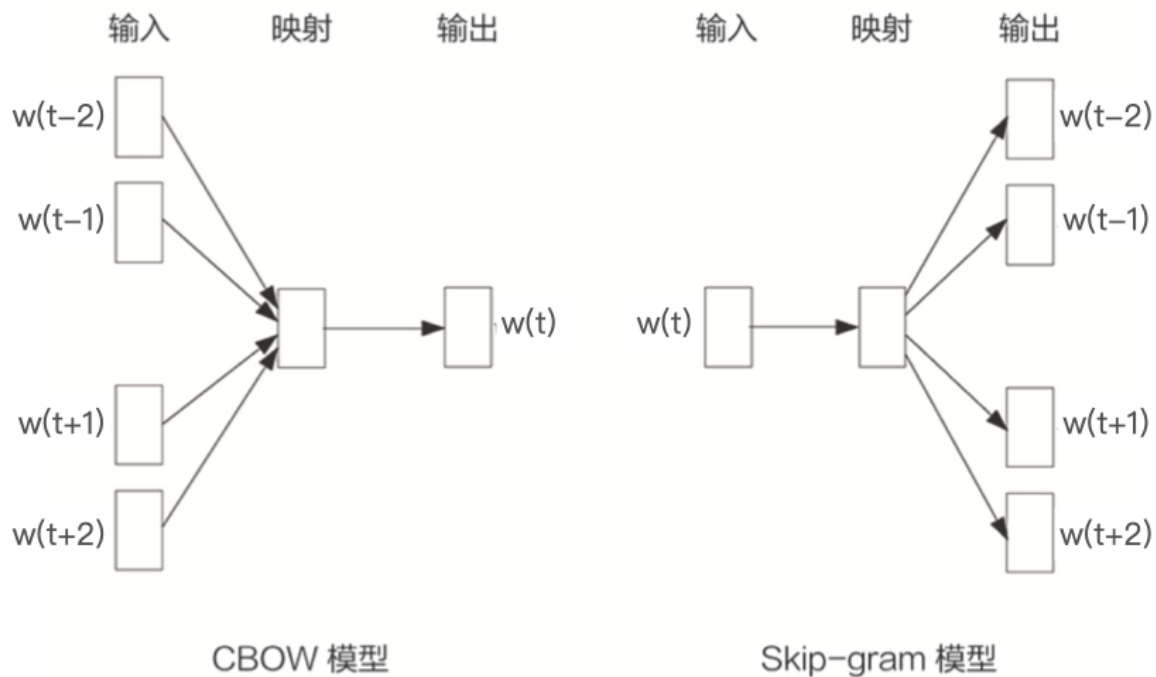 输入 映射 输出 输入 映射 输出
w(t-2) w(t-2)
w(t-1) w(t-1)
w(t) w(t)
w(t+1) w(t+1)
w(t+2) w(t+2)
CBOW 模型 Skip-gram 模型